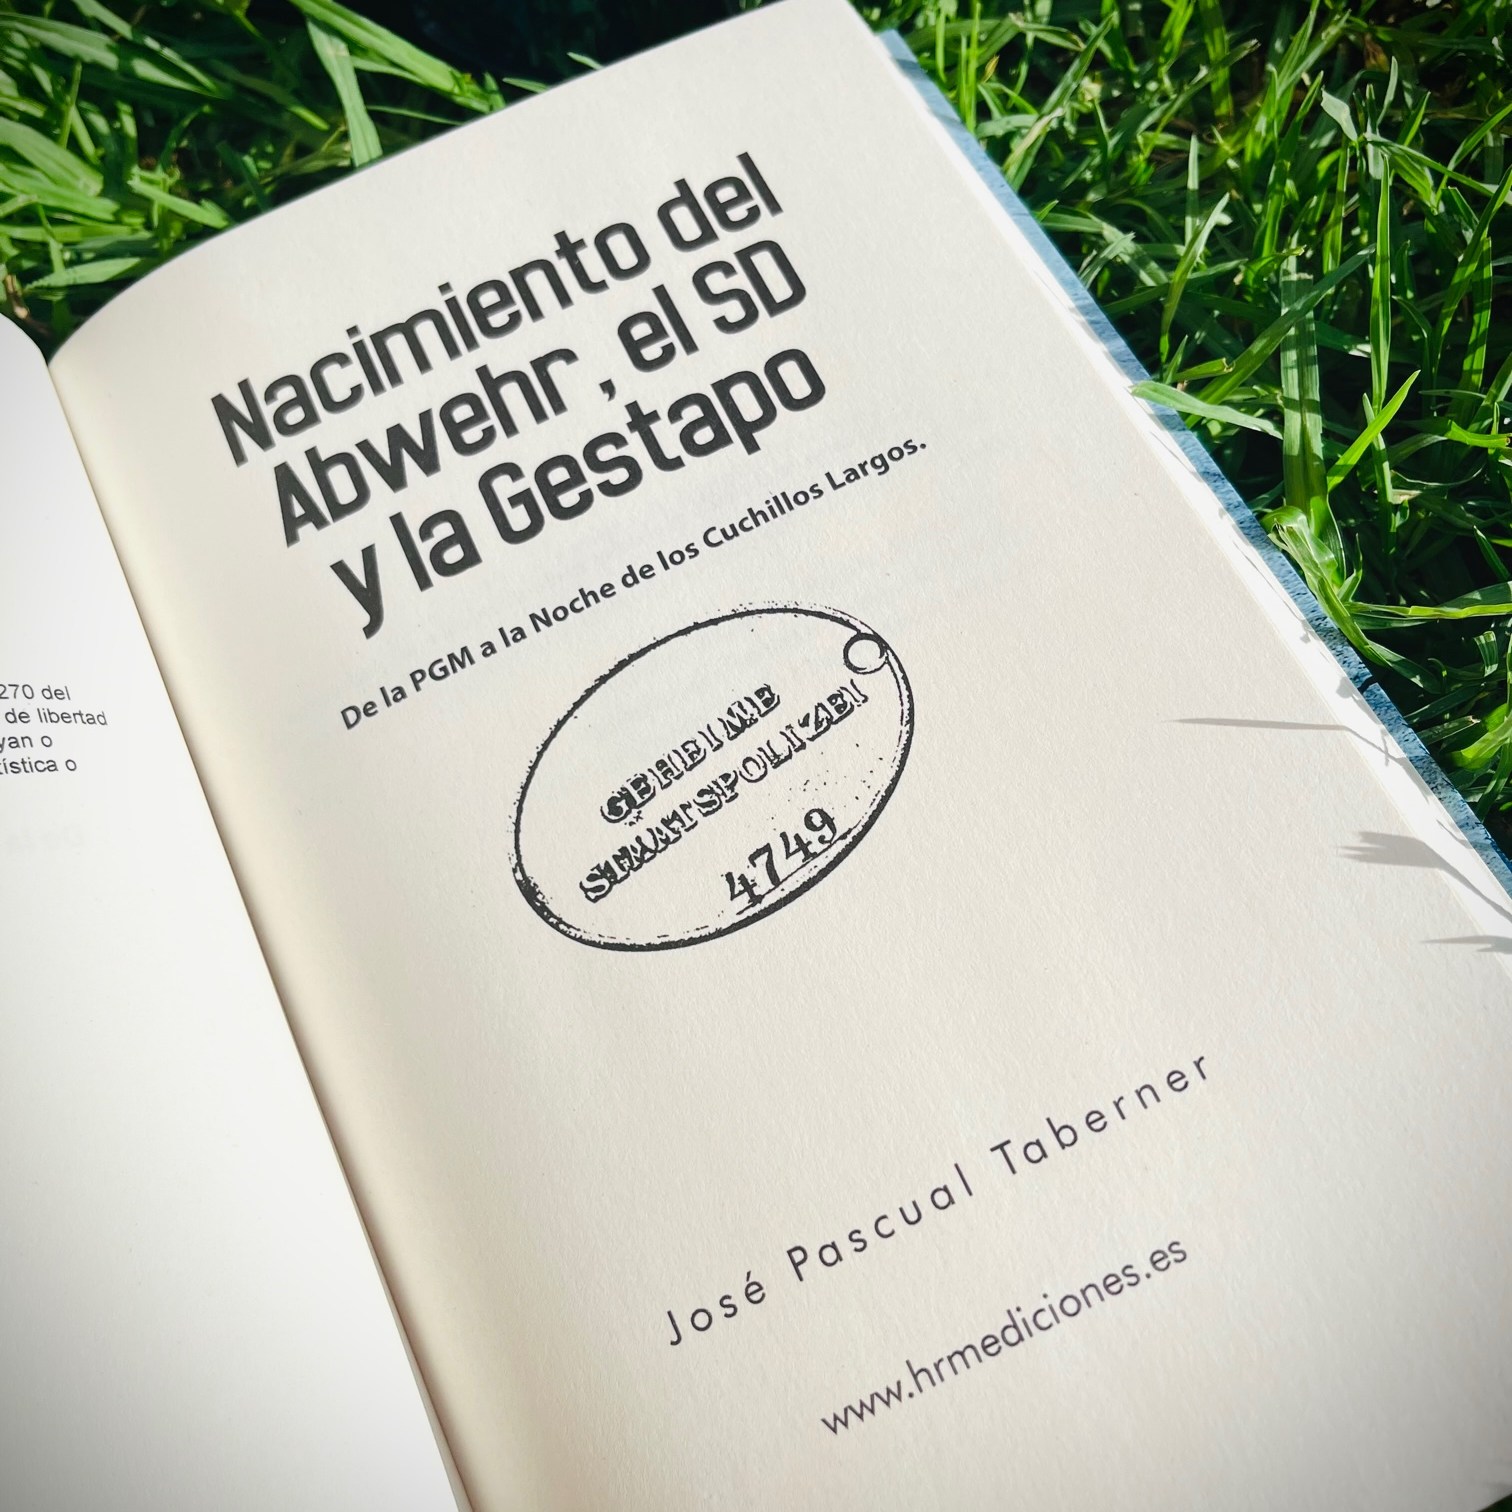 270 del
de libertad
yan o
tística o
Nacimiento del
Abwehr, el SD
y la Gestapo
De la PGM a la Noche de los Cuchillos Largos.
GEHEIME
STAATSPOLIZEI
4749
José Pascual Taberner
www.hrmediciones.es